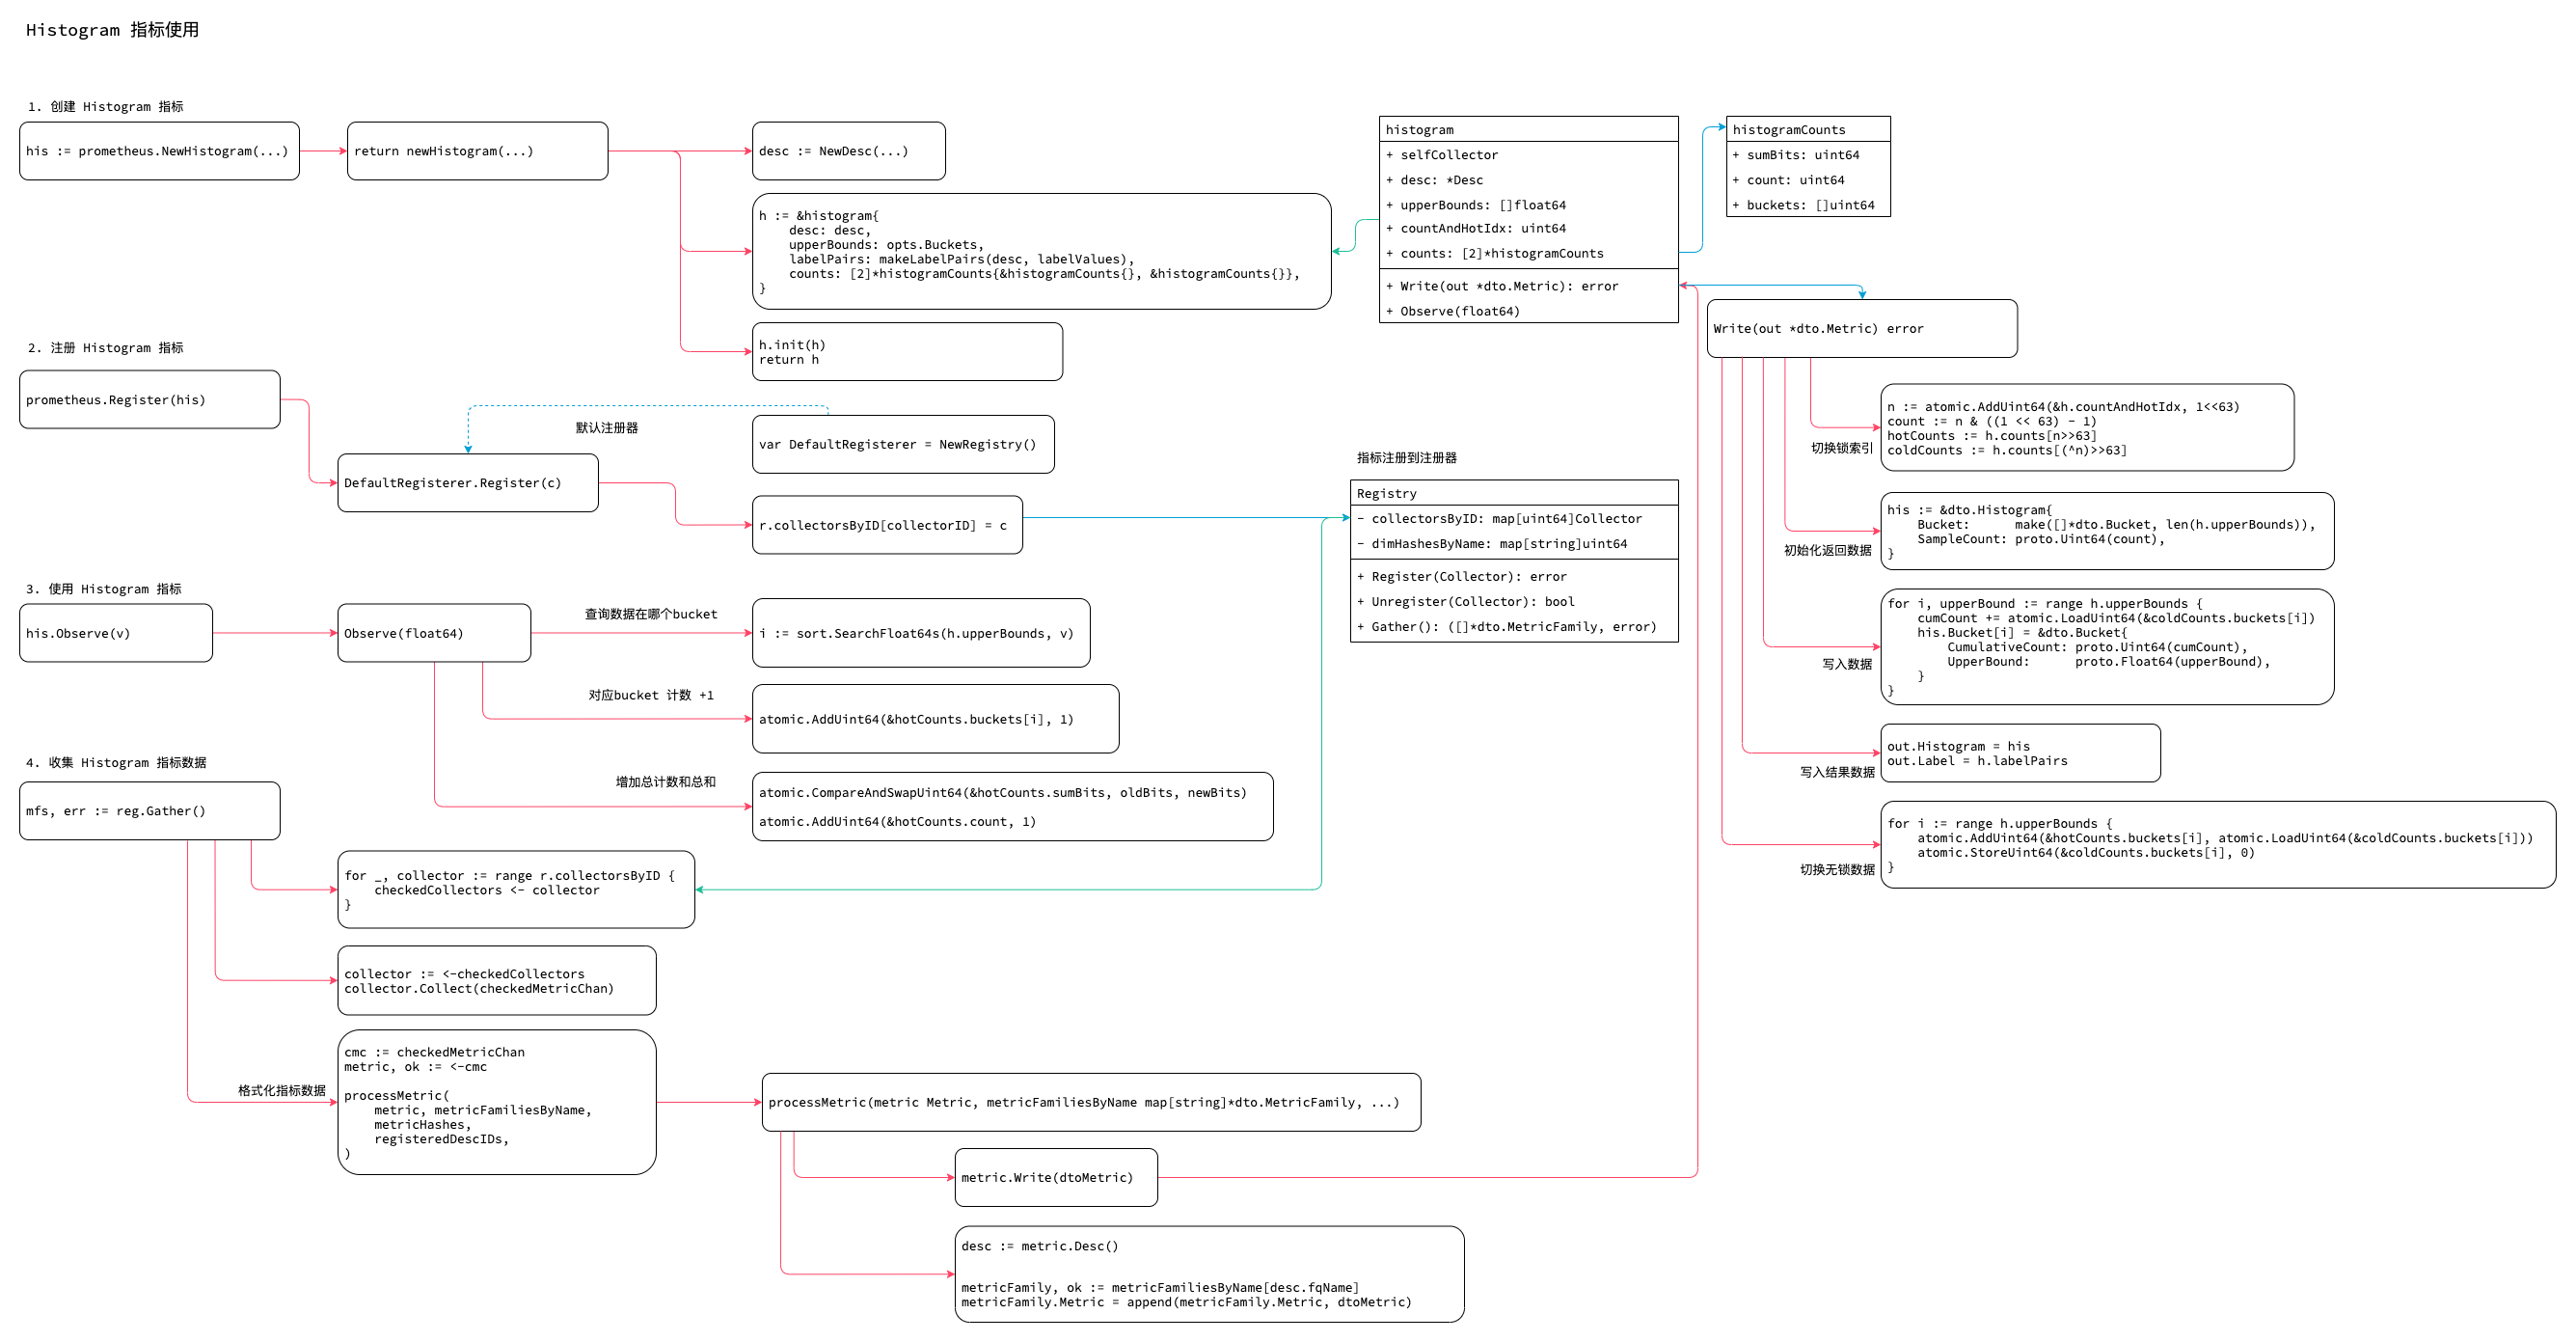 Histogram 指标使用
1. 创建 Histogram 指标
his := prometheus.NewHistogram(...)
return newHistogram(...)
desc := NewDesc(...)
h := &histogram{
    desc: desc,
    upperBounds: opts.Buckets,
    labelPairs: makeLabelPairs(desc, labelValues),
    counts: [2]*histogramCounts{&histogramCounts{}, &histogramCounts{}},
}
h.init(h)
return h
histogram
+ selfCollector
+ desc: *Desc
+ upperBounds: []float64
+ countAndHotIdx: uint64
+ counts: [2]*histogramCounts
+ Write(out *dto.Metric): error
+ Observe(float64)
histogramCounts
+ sumBits: uint64
+ count: uint64
+ buckets: []uint64
2. 注册 Histogram 指标
prometheus.Register(his)
默认注册器
var DefaultRegisterer = NewRegistry()
DefaultRegisterer.Register(c)
r.collectorsByID[collectorID] = c
指标注册到注册器
Registry
- collectorsByID: map[uint64]Collector
- dimHashesByName: map[string]uint64
+ Register(Collector): error
+ Unregister(Collector): bool
+ Gather(): ([]*dto.MetricFamily, error)
3. 使用 Histogram 指标
his.Observe(v)
Observe(float64)
查询数据在哪个bucket
i := sort.SearchFloat64s(h.upperBounds, v)
对应bucket 计数 +1
atomic.AddUint64(&hotCounts.buckets[i], 1)
增加总计数和总和
atomic.CompareAndSwapUint64(&hotCounts.sumBits, oldBits, newBits)
atomic.AddUint64(&hotCounts.count, 1)
4. 收集 Histogram 指标数据
mfs, err := reg.Gather()
for _, collector := range r.collectorsByID {
    checkedCollectors <- collector
}
collector := <-checkedCollectors
collector.Collect(checkedMetricChan)
格式化指标数据
cmc := checkedMetricChan
metric, ok := <-cmc
processMetric(
    metric, metricFamiliesByName,
    metricHashes,
    registeredDescIDs,
)
processMetric(metric Metric, metricFamiliesByName map[string]*dto.MetricFamily, ...)
metric.Write(dtoMetric)
desc := metric.Desc()
metricFamily, ok := metricFamiliesByName[desc.fqName]
metricFamily.Metric = append(metricFamily.Metric, dtoMetric)
Write(out *dto.Metric) error
切换锁索引
n := atomic.AddUint64(&h.countAndHotIdx, 1<<63)
count := n & ((1 << 63) - 1)
hotCounts := h.counts[n>>63]
coldCounts := h.counts[(^n)>>63]
初始化返回数据
his := &dto.Histogram{
    Bucket:      make([]*dto.Bucket, len(h.upperBounds)),
    SampleCount: proto.Uint64(count),
}
写入数据
for i, upperBound := range h.upperBounds {
    cumCount += atomic.LoadUint64(&coldCounts.buckets[i])
    his.Bucket[i] = &dto.Bucket{
        CumulativeCount: proto.Uint64(cumCount),
        UpperBound:      proto.Float64(upperBound),
    }
}
写入结果数据
out.Histogram = his
out.Label = h.labelPairs
切换无锁数据
for i := range h.upperBounds {
    atomic.AddUint64(&hotCounts.buckets[i], atomic.LoadUint64(&coldCounts.buckets[i]))
    atomic.StoreUint64(&coldCounts.buckets[i], 0)
}